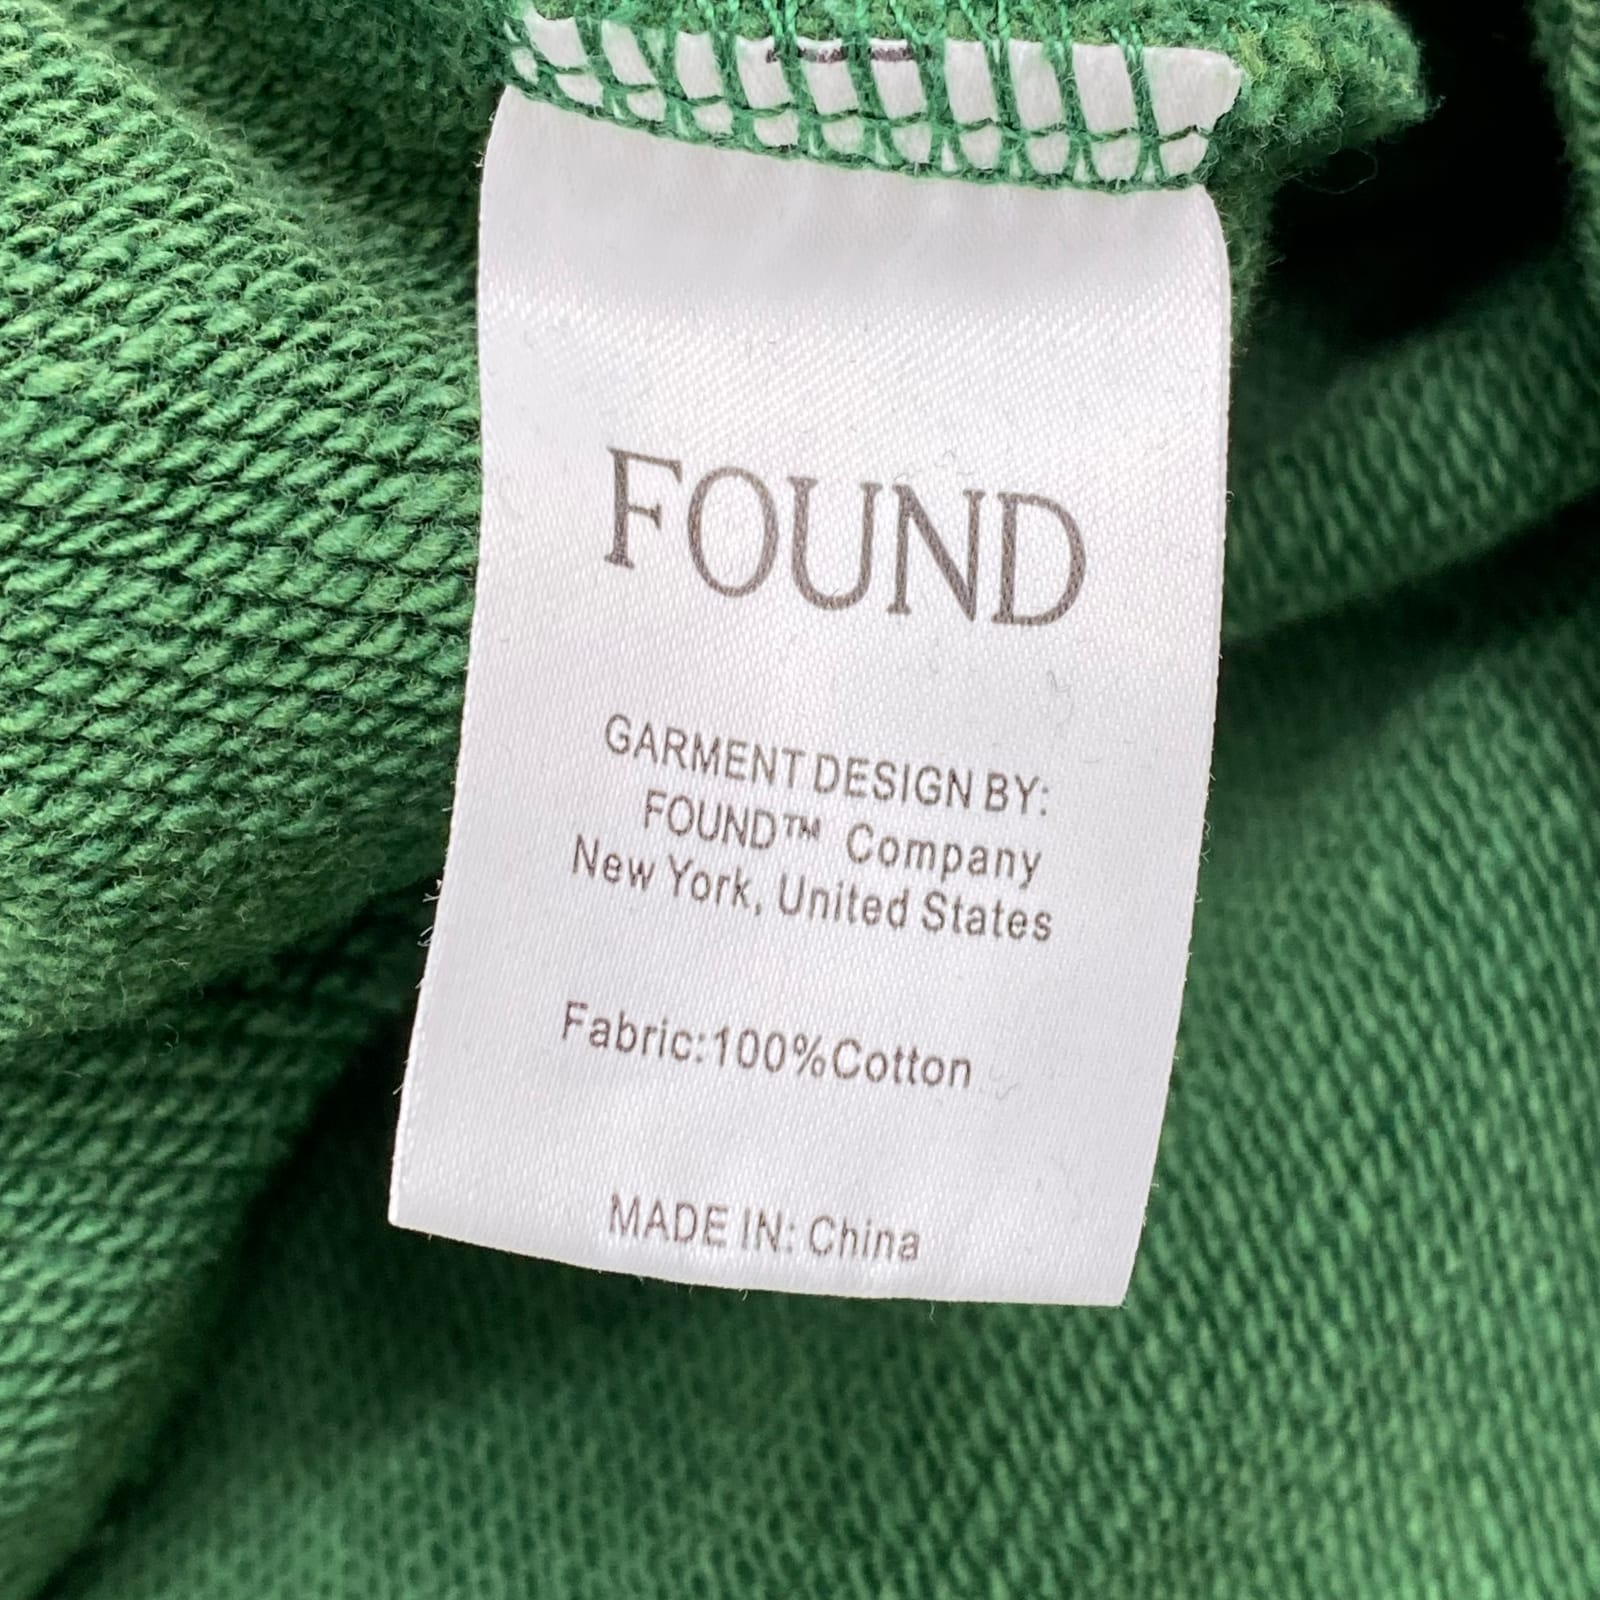 FOUND
GARMENT DESIGN BY:
FOUND™ Company
New York, United States
Fabric:100%Cotton
MADE IN: China